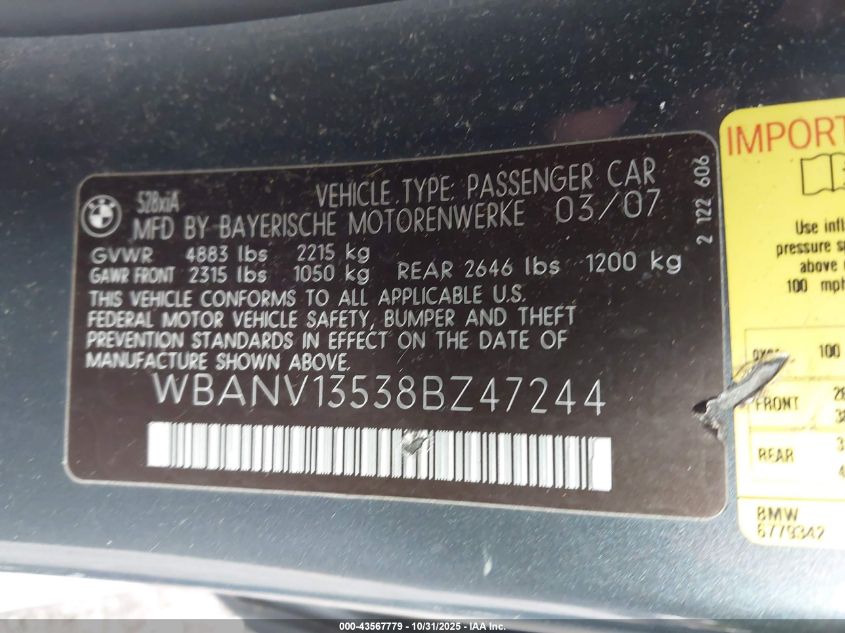 BMW
528xiA
VEHICLE TYPE: PASSENGER CAR
MFD BY BAYERISCHE MOTORENWERKE 03/07
GVWR 4883 lbs 2215 kg
GAWR FRONT 2315 lbs 1050 kg REAR 2646 lbs 1200 kg
THIS VEHICLE CONFORMS TO ALL APPLICABLE U.S.
FEDERAL MOTOR VEHICLE SAFETY, BUMPER AND THEFT
PREVENTION STANDARDS IN EFFECT ON THE DATE OF
MANUFACTURE SHOWN ABOVE.
WBANV13538BZ47244
2 122 606
IMPORT
Use infl
pressure s
above
100 mph
100
FRONT
REAR
BMW
6779342
000-43567779 - 10/31/2025 - IAA Inc.